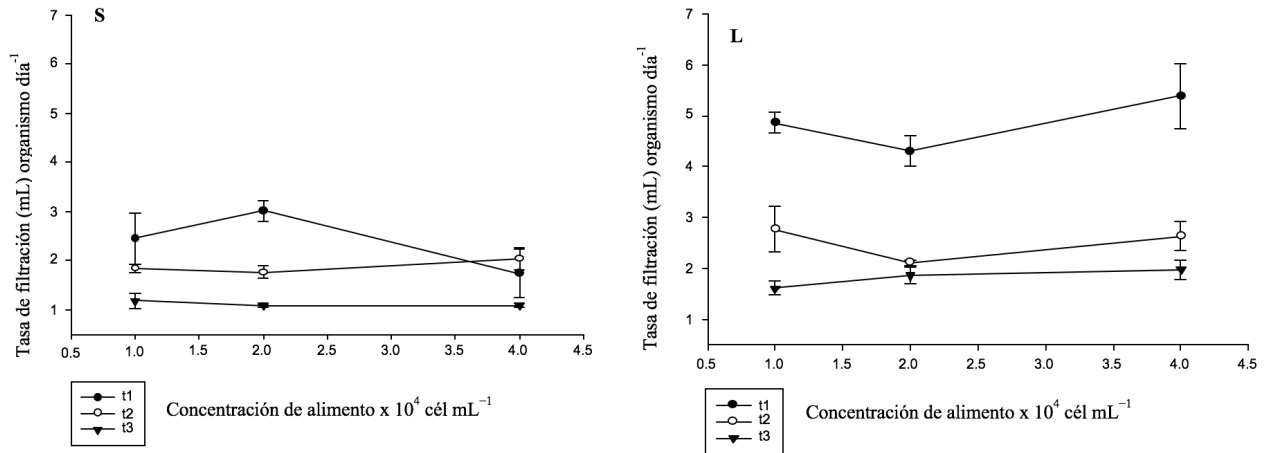 S
7
6
5
4
3
2
1
0.5 1.0 1.5 2.0 2.5 3.0 3.5 4.0 4.5
Tasa de filtración (mL) organismo día⁻¹
Concentración de alimento x 10⁴ cél mL⁻¹
t1
t2
t3
L
7
6
5
4
3
2
1
0.5 1.0 1.5 2.0 2.5 3.0 3.5 4.0 4.5
Tasa de filtración (mL) organismo día⁻¹
Concentración de alimento x 10⁴ cél mL⁻¹
t1
t2
t3